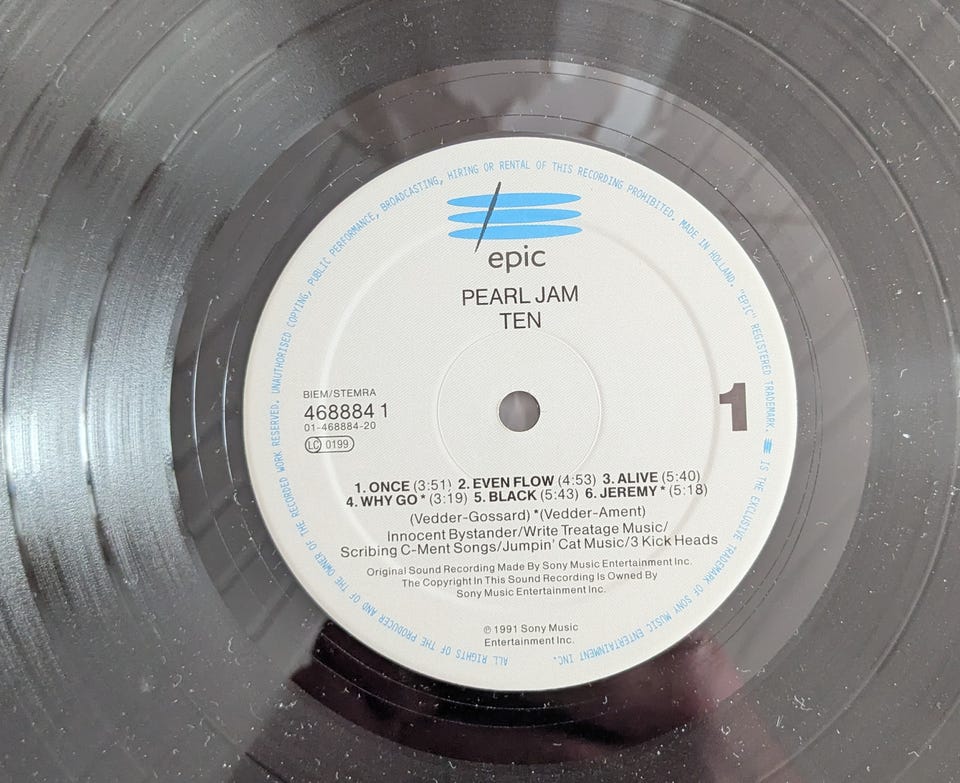 ALL RIGHTS OF THE PRODUCER AND OF THE OWNER OF THE RECORDED WORK RESERVED. UNAUTHORISED COPYING, PUBLIC PERFORMANCE, BROADCASTING, HIRING OR RENTAL OF THIS RECORDING PROHIBITED. MADE IN HOLLAND. "EPIC" REGISTERED TRADEMARK. IS THE EXCLUSIVE TRADEMARK OF SONY MUSIC ENTERTAINMENT INC.
epic
PEARL JAM
TEN
BIEM/STEMRA
468884 1
01-468884-20
LC 0199
1
1. ONCE (3:51) 2. EVEN FLOW (4:53) 3. ALIVE (5:40)
4. WHY GO * (3:19) 5. BLACK (5:43) 6. JEREMY * (5:18)
(Vedder-Gossard) *(Vedder-Ament)
Innocent Bystander/Write Treatage Music/
Scribing C-Ment Songs/Jumpin' Cat Music/3 Kick Heads
Original Sound Recording Made By Sony Music Entertainment Inc.
The Copyright In This Sound Recording Is Owned By
Sony Music Entertainment Inc.
℗ 1991 Sony Music
Entertainment Inc.